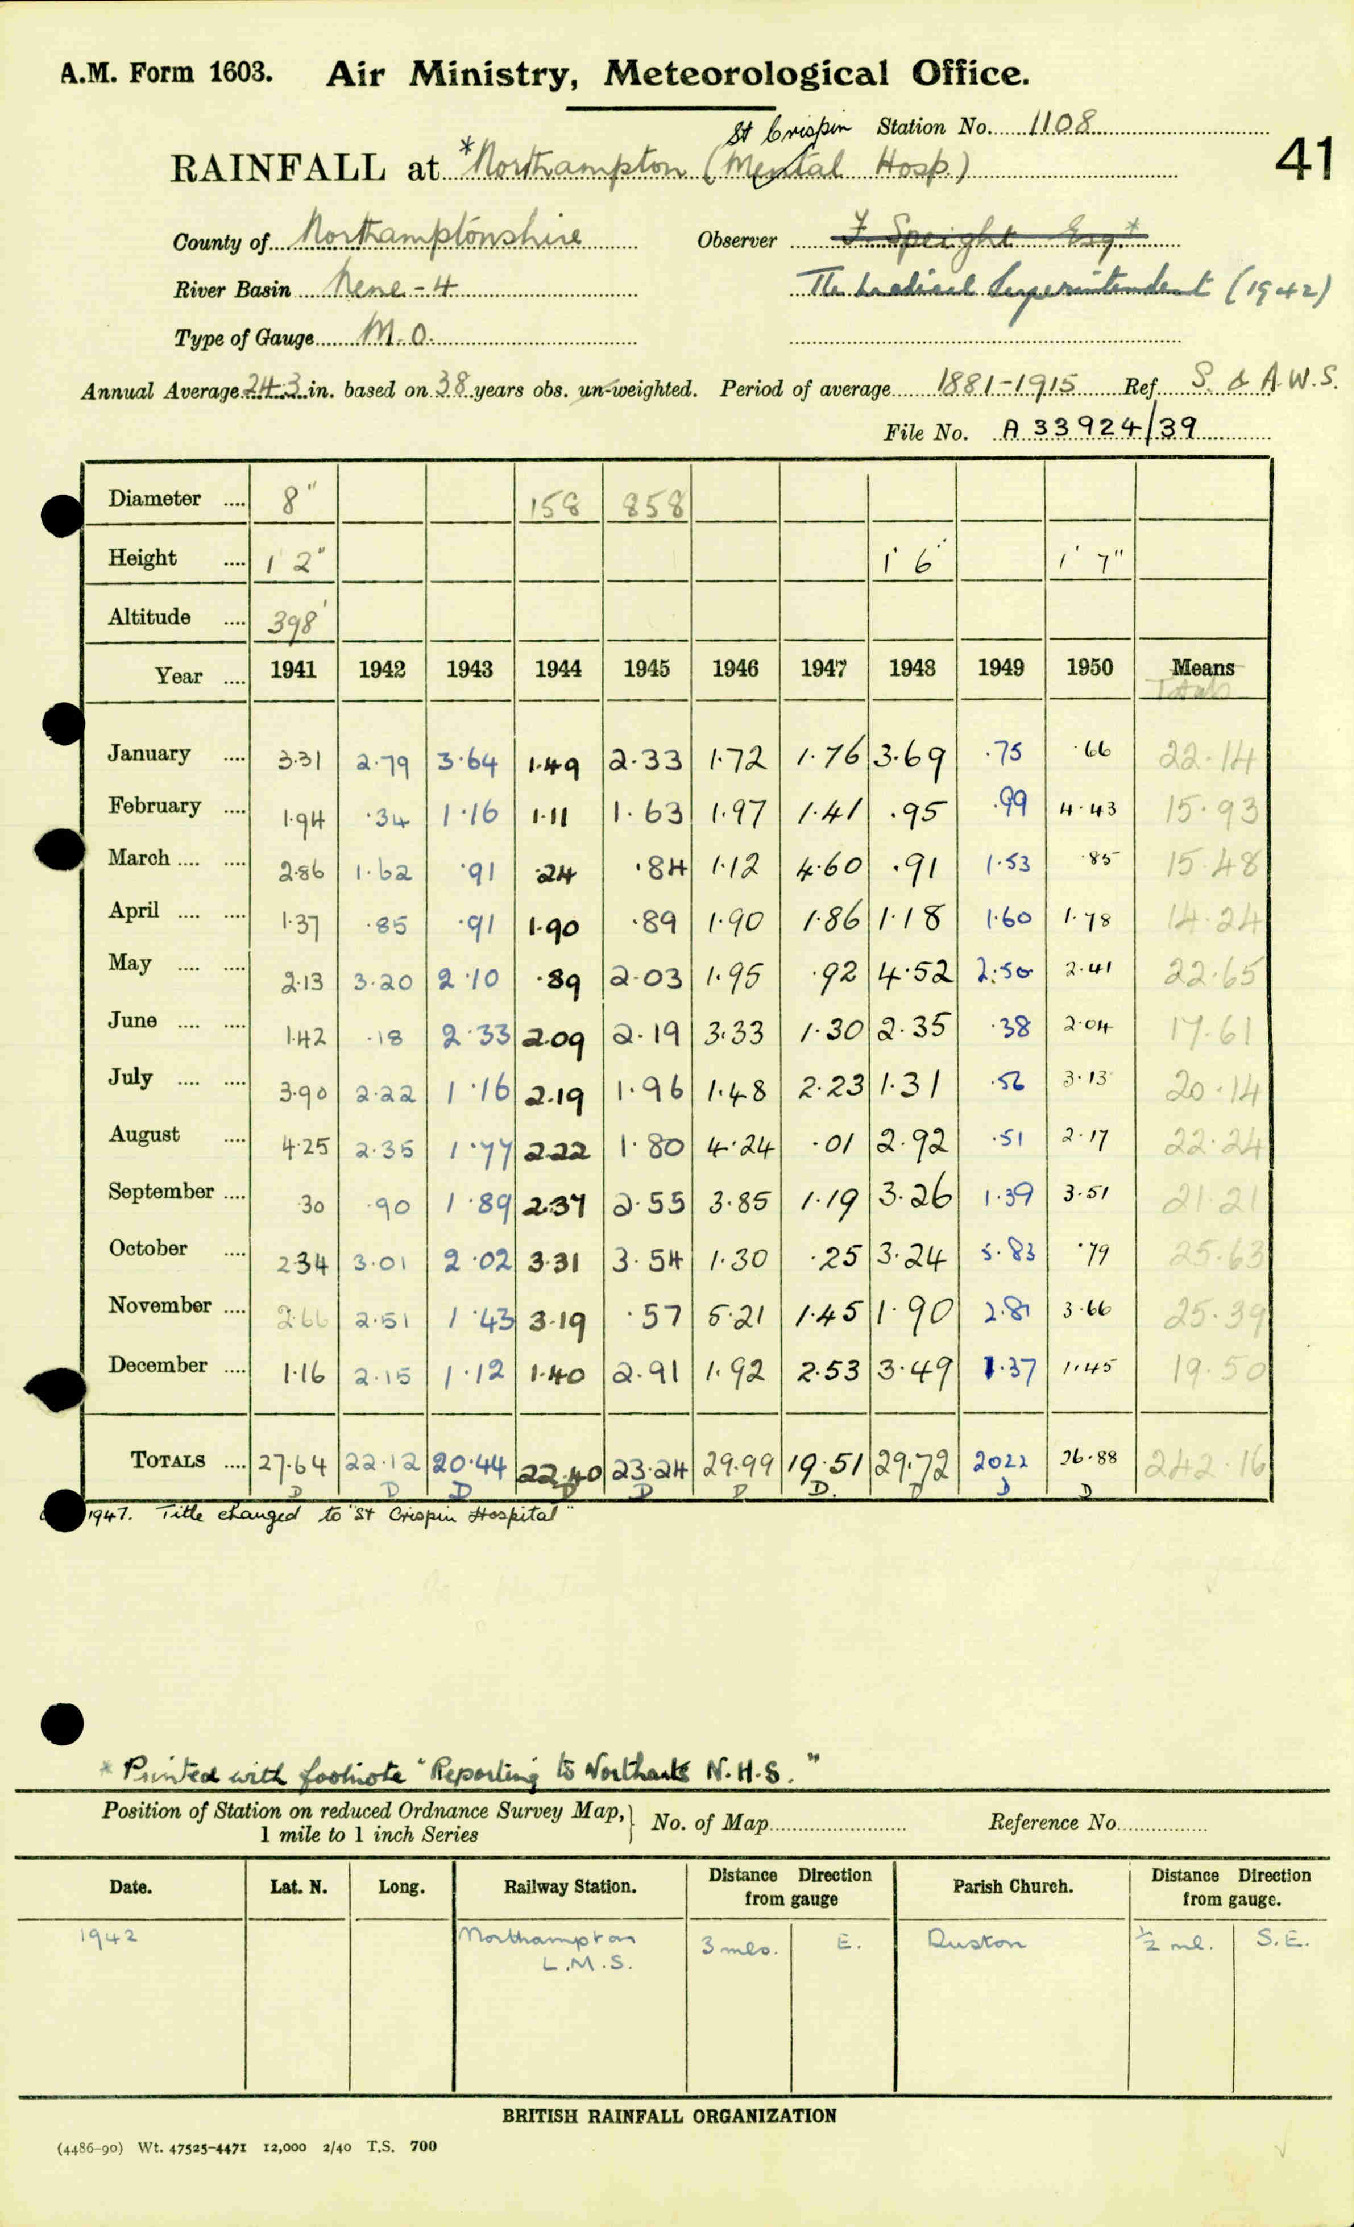 A.M. Form 1603. Air Ministry, Meteorological Office.
St Crispin Station No. 1108
RAINFALL at *Northampton (Mental Hosp.) 41
County of Northamptonshire Observer F. Speight Esq.*
River Basin Nene - 4 The Medical Superintendent (1942)
Type of Gauge M.O.
Annual Average 24.3 in. based on 38 years obs. un-weighted. Period of average 1881-1915 Ref. S. & A.W.S.
File No. A 33924/39
Diameter .... 8" 158 858
Height .... 1' 2" 1' 6" 1' 7"
Altitude .... 398'
Year .... 1941 1942 1943 1944 1945 1946 1947 1948 1949 1950 Means
Totals
January .... 3.31 2.79 3.64 1.49 2.33 1.72 1.76 3.69 .75 .66 22.14
February .... 1.94 .34 1.16 1.11 1.63 1.97 1.41 .95 .99 4.43 15.93
March .... .... 2.86 1.62 .91 .24 .84 1.12 4.60 .91 1.53 .85 15.48
April .... .... 1.37 .85 .91 1.90 .89 1.90 1.86 1.18 1.60 1.78 14.24
May .... .... 2.13 3.20 2.10 .89 2.03 1.95 .92 4.52 2.50 2.41 22.65
June .... .... 1.42 .18 2.33 2.09 2.19 3.33 1.30 2.35 .38 2.04 17.61
July .... .... 3.90 2.22 1.16 2.19 1.96 1.48 2.23 1.31 .56 3.13 20.14
August .... 4.25 2.35 1.77 2.22 1.80 4.24 .01 2.92 .51 2.17 22.24
September .... .30 .90 1.89 2.37 2.55 3.85 1.19 3.26 1.39 3.51 21.21
October .... 2.34 3.01 2.02 3.31 3.54 1.30 .25 3.24 5.83 .79 25.63
November .... 2.66 2.51 1.43 3.19 .57 5.21 1.45 1.90 2.81 3.66 25.39
December .... 1.16 2.15 1.12 1.40 2.91 1.92 2.53 3.49 1.37 1.45 19.50
TOTALS .... 27.64 22.12 20.44 22.40 23.24 29.99 19.51 29.72 20.22 26.88 242.16
D D D D D D D. D D D
1947. Title changed to "St Crispin Hospital"
* Printed with footnote "Reporting to Northants N.H.S."
Position of Station on reduced Ordnance Survey Map, 1 mile to 1 inch Series } No. of Map Reference No.
Date. Lat. N. Long. Railway Station. Distance Direction from gauge Parish Church. Distance Direction from gauge.
1942 Northampton L.M.S. 3 mls. E. Duston ½ ml. S.E.
BRITISH RAINFALL ORGANIZATION
(4486-90) Wt. 47525-4471 12,000 2/40 T.S. 700